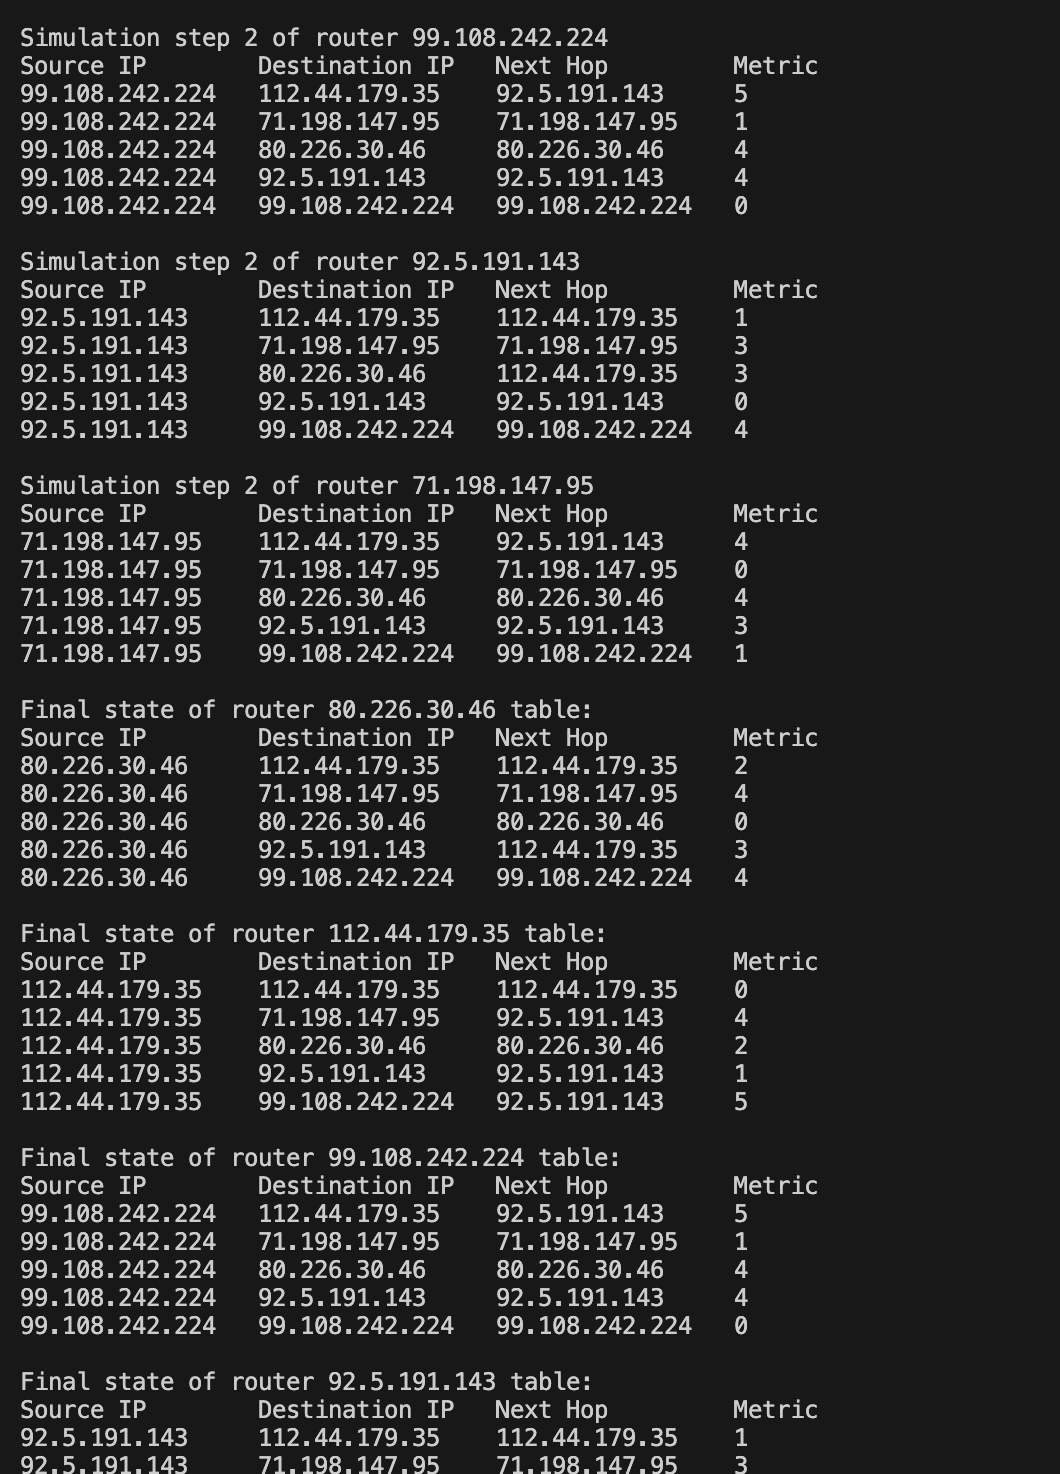 Simulation step 2 of router 99.108.242.224
Source IP        Destination IP   Next Hop         Metric
99.108.242.224   112.44.179.35    92.5.191.143     5
99.108.242.224   71.198.147.95    71.198.147.95    1
99.108.242.224   80.226.30.46     80.226.30.46     4
99.108.242.224   92.5.191.143     92.5.191.143     4
99.108.242.224   99.108.242.224   99.108.242.224   0

Simulation step 2 of router 92.5.191.143
Source IP        Destination IP   Next Hop         Metric
92.5.191.143     112.44.179.35    112.44.179.35    1
92.5.191.143     71.198.147.95    71.198.147.95    3
92.5.191.143     80.226.30.46     112.44.179.35    3
92.5.191.143     92.5.191.143     92.5.191.143     0
92.5.191.143     99.108.242.224   99.108.242.224   4

Simulation step 2 of router 71.198.147.95
Source IP        Destination IP   Next Hop         Metric
71.198.147.95    112.44.179.35    92.5.191.143     4
71.198.147.95    71.198.147.95    71.198.147.95    0
71.198.147.95    80.226.30.46     80.226.30.46     4
71.198.147.95    92.5.191.143     92.5.191.143     3
71.198.147.95    99.108.242.224   99.108.242.224   1

Final state of router 80.226.30.46 table:
Source IP        Destination IP   Next Hop         Metric
80.226.30.46     112.44.179.35    112.44.179.35    2
80.226.30.46     71.198.147.95    71.198.147.95    4
80.226.30.46     80.226.30.46     80.226.30.46     0
80.226.30.46     92.5.191.143     112.44.179.35    3
80.226.30.46     99.108.242.224   99.108.242.224   4

Final state of router 112.44.179.35 table:
Source IP        Destination IP   Next Hop         Metric
112.44.179.35    112.44.179.35    112.44.179.35    0
112.44.179.35    71.198.147.95    92.5.191.143     4
112.44.179.35    80.226.30.46     80.226.30.46     2
112.44.179.35    92.5.191.143     92.5.191.143     1
112.44.179.35    99.108.242.224   92.5.191.143     5

Final state of router 99.108.242.224 table:
Source IP        Destination IP   Next Hop         Metric
99.108.242.224   112.44.179.35    92.5.191.143     5
99.108.242.224   71.198.147.95    71.198.147.95    1
99.108.242.224   80.226.30.46     80.226.30.46     4
99.108.242.224   92.5.191.143     92.5.191.143     4
99.108.242.224   99.108.242.224   99.108.242.224   0

Final state of router 92.5.191.143 table:
Source IP        Destination IP   Next Hop         Metric
92.5.191.143     112.44.179.35    112.44.179.35    1
92.5.191.143     71.198.147.95    71.198.147.95    3